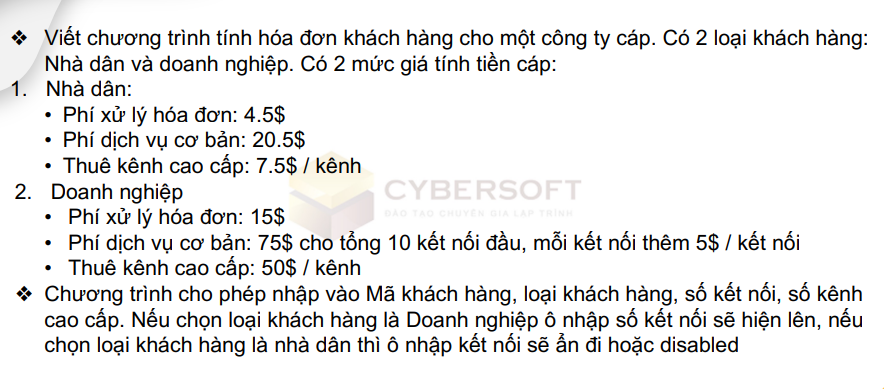 ❖ Viết chương trình tính hóa đơn khách hàng cho một công ty cáp. Có 2 loại khách hàng:
Nhà dân và doanh nghiệp. Có 2 mức giá tính tiền cáp:
1. Nhà dân:
• Phí xử lý hóa đơn: 4.5$
• Phí dịch vụ cơ bản: 20.5$
• Thuê kênh cao cấp: 7.5$ / kênh
CYBERSOFT
ĐÀO TẠO CHUYÊN GIA LẬP TRÌNH
2. Doanh nghiệp
• Phí xử lý hóa đơn: 15$
• Phí dịch vụ cơ bản: 75$ cho tổng 10 kết nối đầu, mỗi kết nối thêm 5$ / kết nối
• Thuê kênh cao cấp: 50$ / kênh
❖ Chương trình cho phép nhập vào Mã khách hàng, loại khách hàng, số kết nối, số kênh
cao cấp. Nếu chọn loại khách hàng là Doanh nghiệp ô nhập số kết nối sẽ hiện lên, nếu
chọn loại khách hàng là nhà dân thì ô nhập kết nối sẽ ẩn đi hoặc disabled